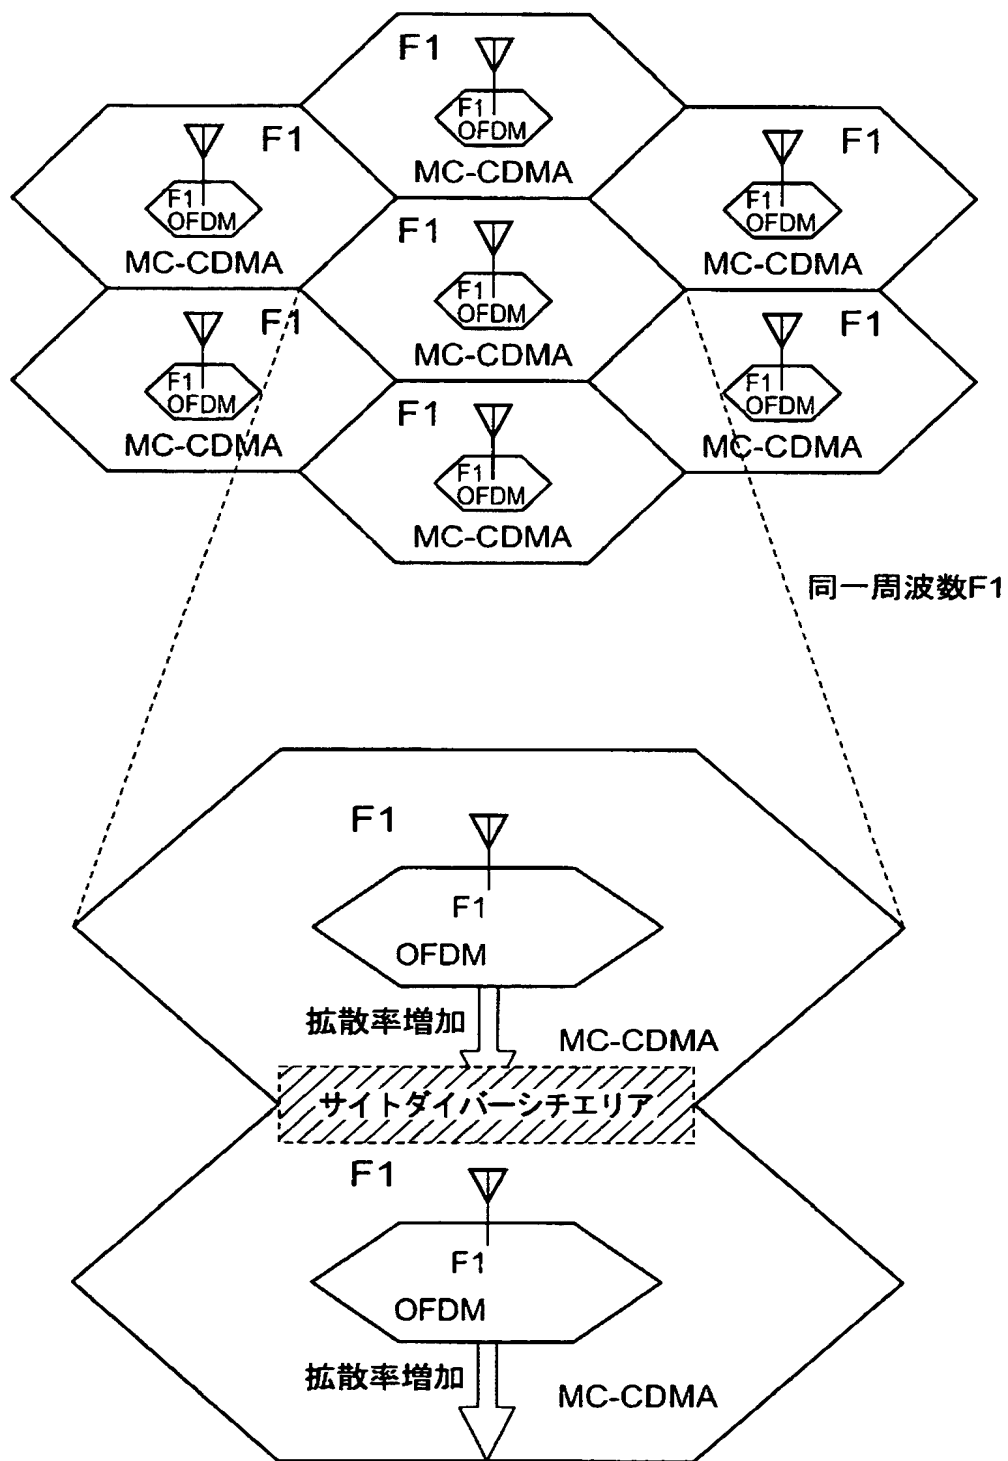 F1
F1
OFDM
MC-CDMA
F1
F1
OFDM
MC-CDMA
F1
F1
OFDM
MC-CDMA
F1
F1
OFDM
MC-CDMA
F1
F1
OFDM
MC-CDMA
F1
F1
OFDM
MC-CDMA
F1
F1
OFDM
MC-CDMA
同一周波数F1
F1
F1
OFDM
拡散率増加
MC-CDMA
サイトダイバーシチエリア
F1
F1
OFDM
拡散率増加
MC-CDMA